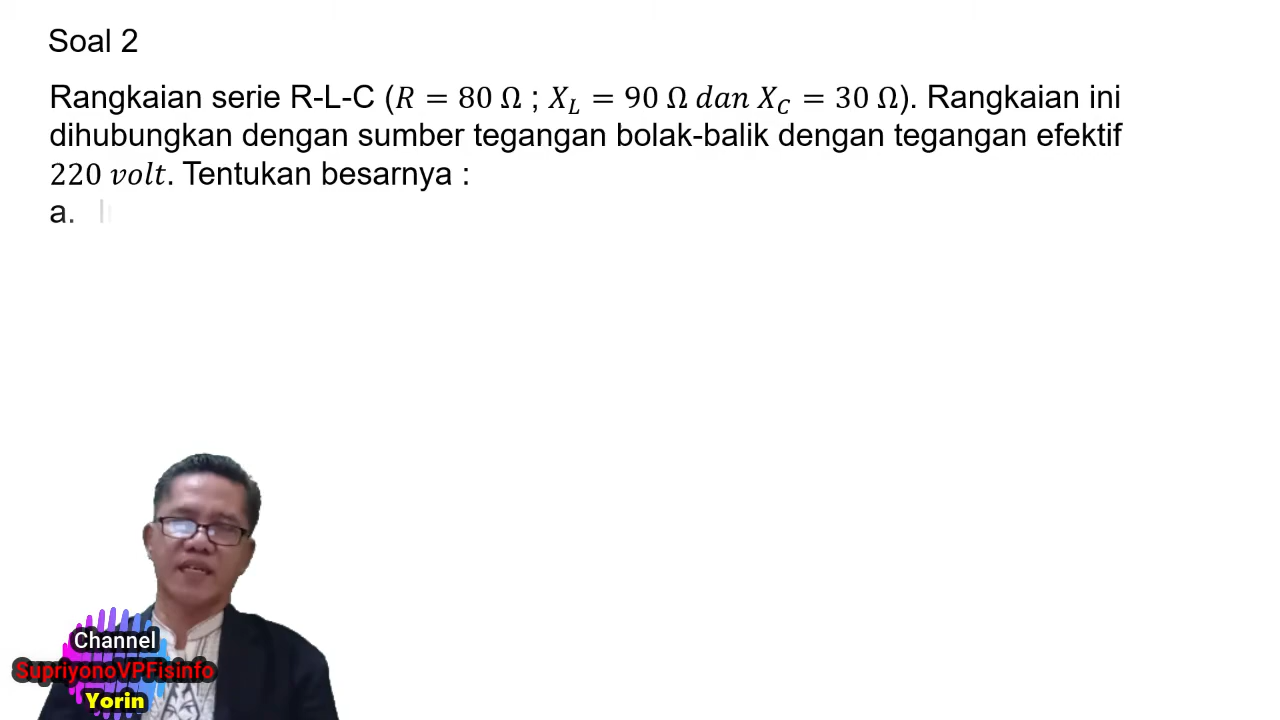 Soal 2
Rangkaian serie R-L-C (R = 80 Ω ; X_L = 90 Ω dan X_C = 30 Ω). Rangkaian ini
dihubungkan dengan sumber tegangan bolak-balik dengan tegangan efektif
220 volt. Tentukan besarnya :
a.
Channel
SupriyonoVPFisinfo
Yorin